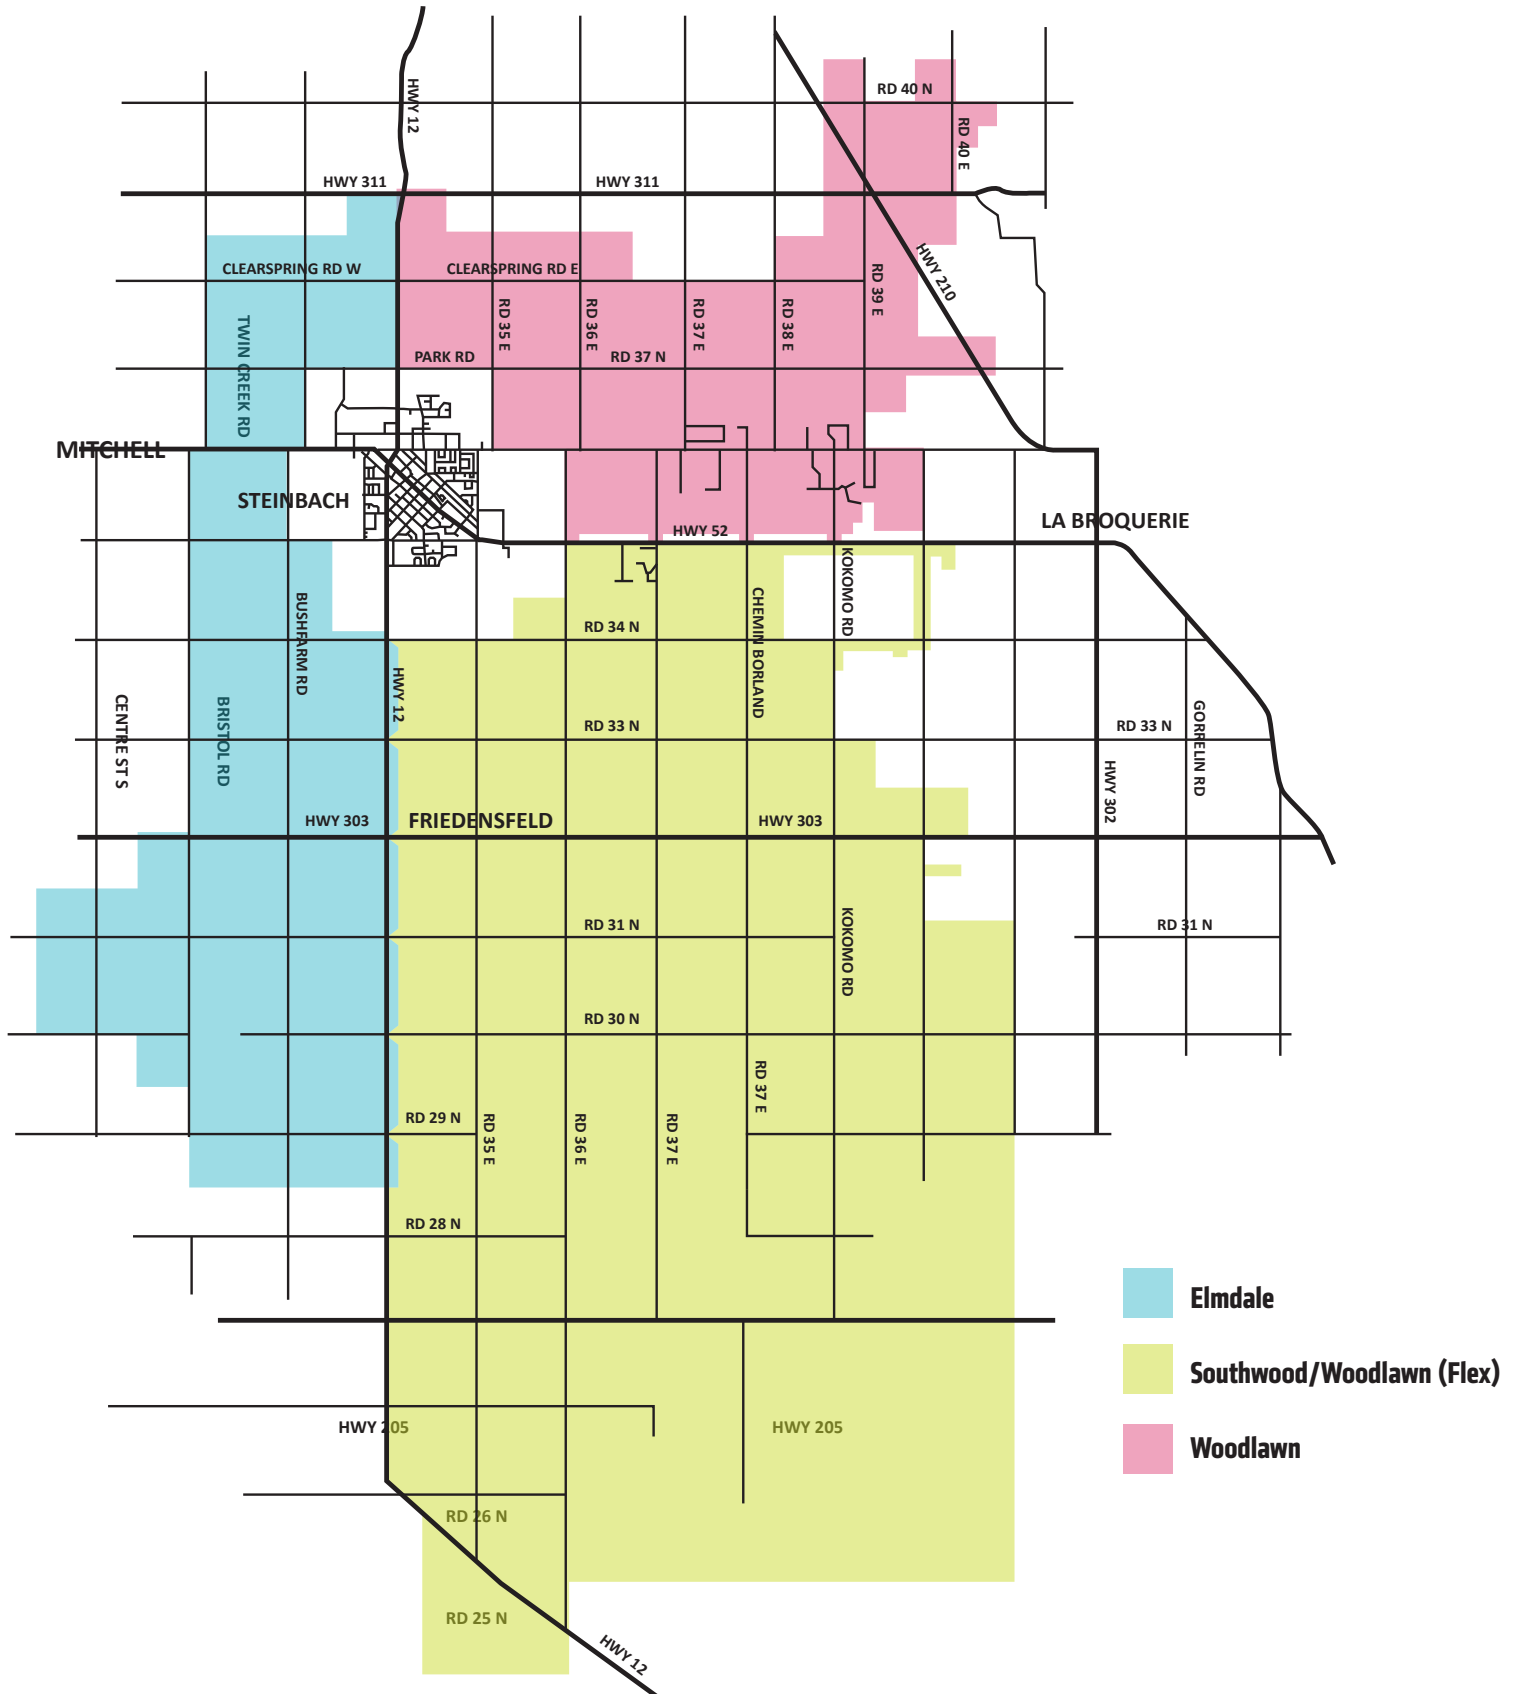 HWY 12
RD 40 N
RD 40 E
HWY 311
HWY 311
HWY 210
CLEARSPRING RD W
CLEARSPRING RD E
RD 39 E
RD 35 E
RD 36 E
RD 37 E
RD 38 E
TWIN CREEK RD
PARK RD
RD 37 N
MITCHELL
STEINBACH
HWY 52
LA BROQUERIE
KOKOMO RD
CHEMIN BORLAND
BUSHFARM RD
RD 34 N
HWY 12
CENTRE ST S
BRISTOL RD
RD 33 N
RD 33 N
GORRELIN RD
HWY 302
HWY 303
FRIEDENSFELD
HWY 303
RD 31 N
KOKOMO RD
RD 31 N
RD 30 N
RD 37 E
RD 29 N
RD 35 E
RD 36 E
RD 37 E
RD 28 N
Elmdale
Southwood/Woodlawn (Flex)
HWY 205
HWY 205
Woodlawn
RD 26 N
RD 25 N
HWY 12